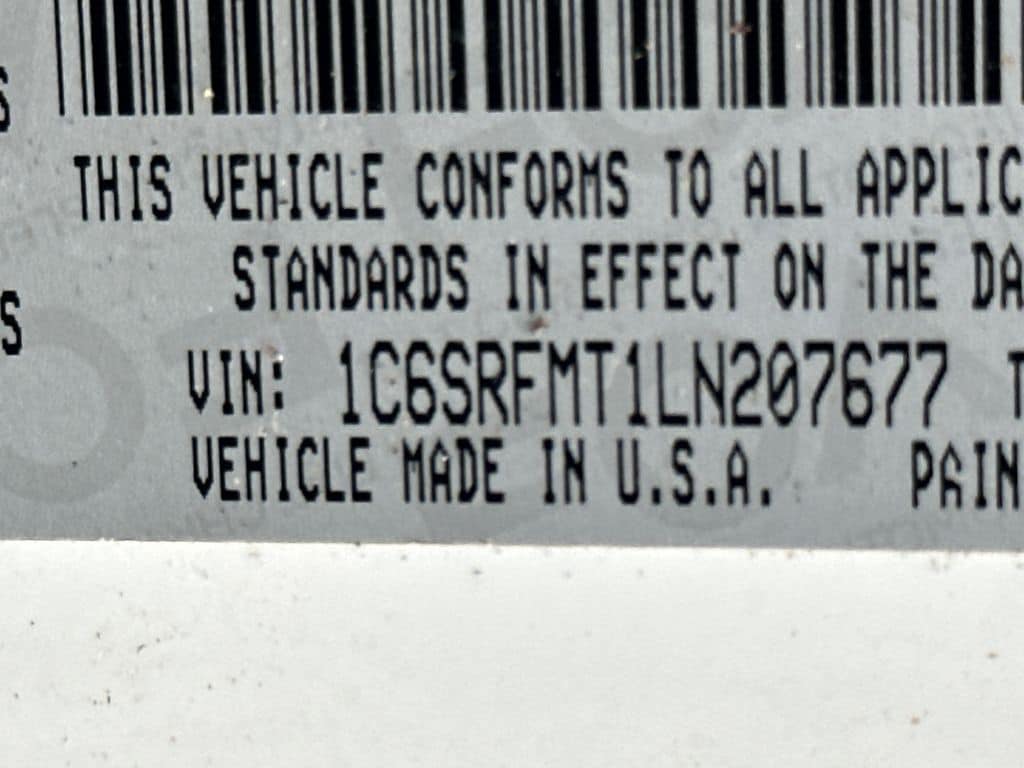 S
THIS VEHICLE CONFORMS TO ALL APPLIC
STANDARDS IN EFFECT ON THE DA
S
VIN: 1C6SRFMT1LN207677 T
VEHICLE MADE IN U.S.A. PAIN